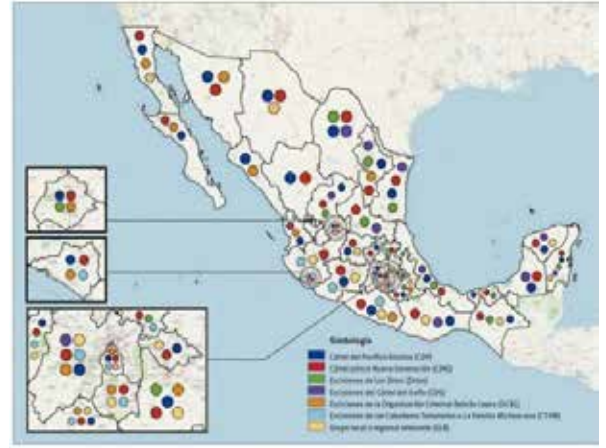 Simbología
Cártel del Pacífico
Cártel Jalisco Nueva Generación (CJNG)
Escisiones de Los Zetas (Zetas)
Escisiones del Cártel del Golfo (CDG)
Escisiones de la Organización Criminal Beltrán Leyva (OCBL)
Escisiones de Los Caballeros Templarios o La Familia Michoacana
Grupo local o regional relevante (GLR)